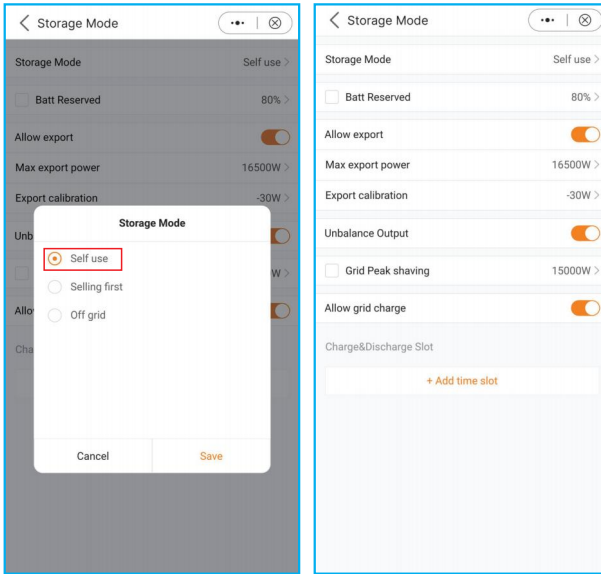 Storage Mode
Storage Mode Self use >
Batt Reserved 80% >
Allow export
Max export power 16500W >
Export calibration -30W >
Unb
W >
Allo
Cha
Storage Mode
Self use
Selling first
Off grid
Cancel Save
Storage Mode
Storage Mode Self use >
Batt Reserved 80% >
Allow export
Max export power 16500W >
Export calibration -30W >
Unbalance Output
Grid Peak shaving 15000W >
Allow grid charge
Charge&Discharge Slot
+ Add time slot